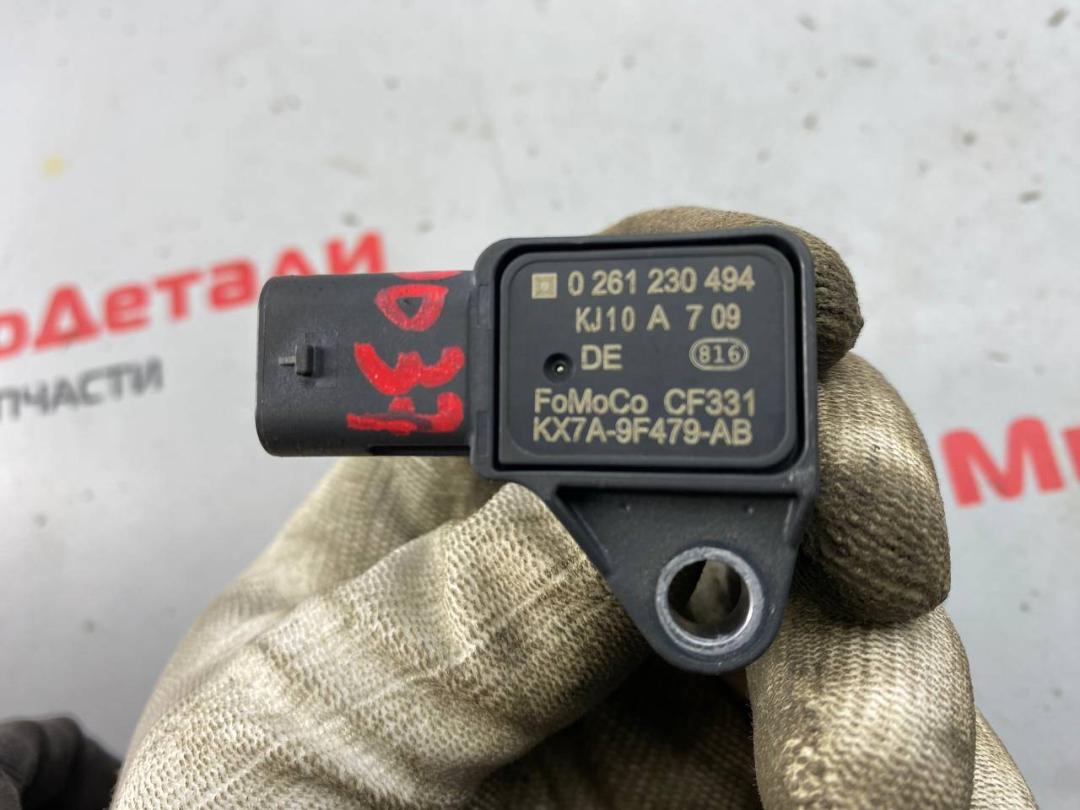 оДетали
ПЧАСТИ
0 261 230 494
KJ10 A 7 09
DE 816
FoMoCo CF331
KX7A-9F479-AB